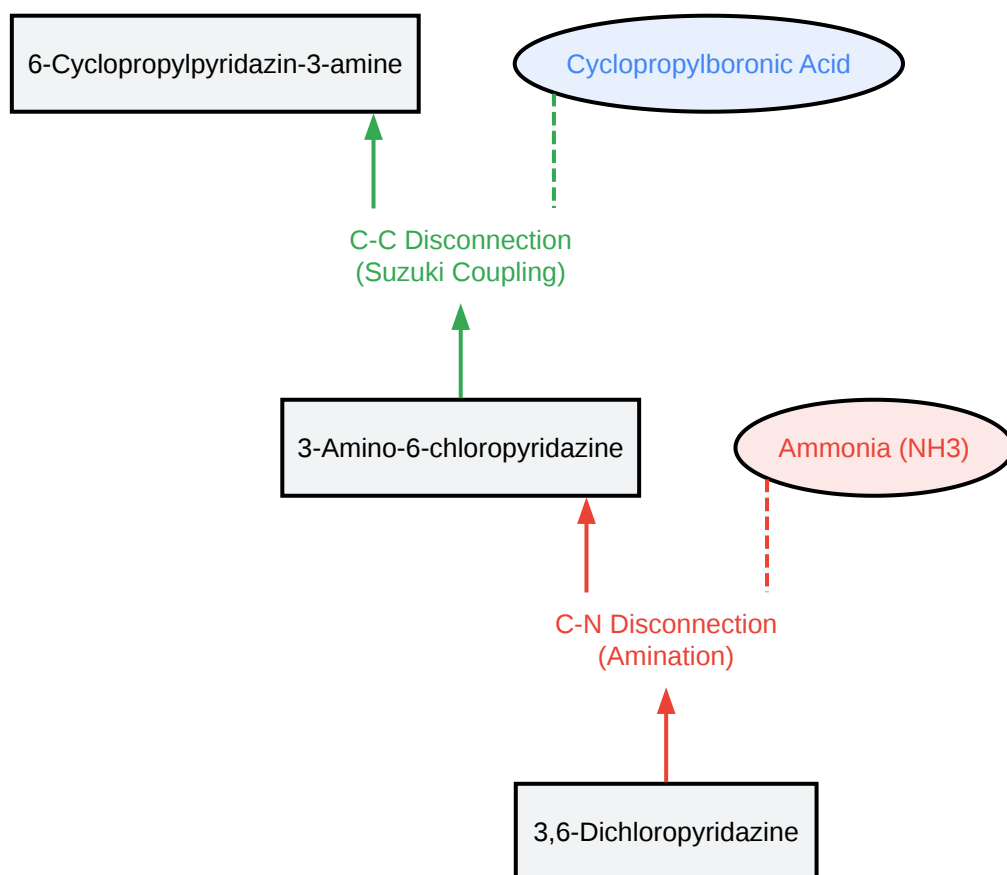 6-Cyclopropylpyridazin-3-amine
Cyclopropylboronic Acid
C-C Disconnection
(Suzuki Coupling)
3-Amino-6-chloropyridazine
Ammonia (NH3)
C-N Disconnection
(Amination)
3,6-Dichloropyridazine